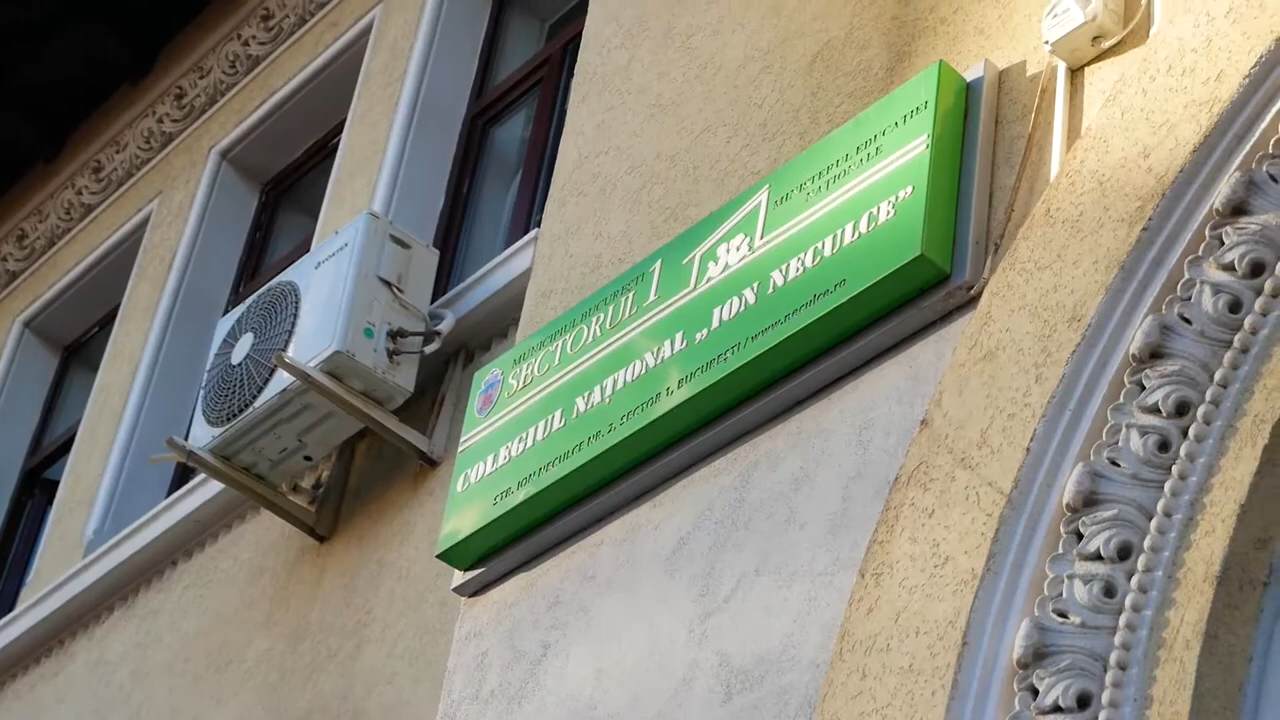 MUNICIPIUL BUCUREȘTI
SECTORUL 1
MINISTERUL EDUCAȚIEI
NAȚIONALE
COLEGIUL NAȚIONAL „ION NECULCE”
STR. ION NECULCE NR. 2, SECTOR 1, BUCUREȘTI / www.neculce.ro
VORTEX